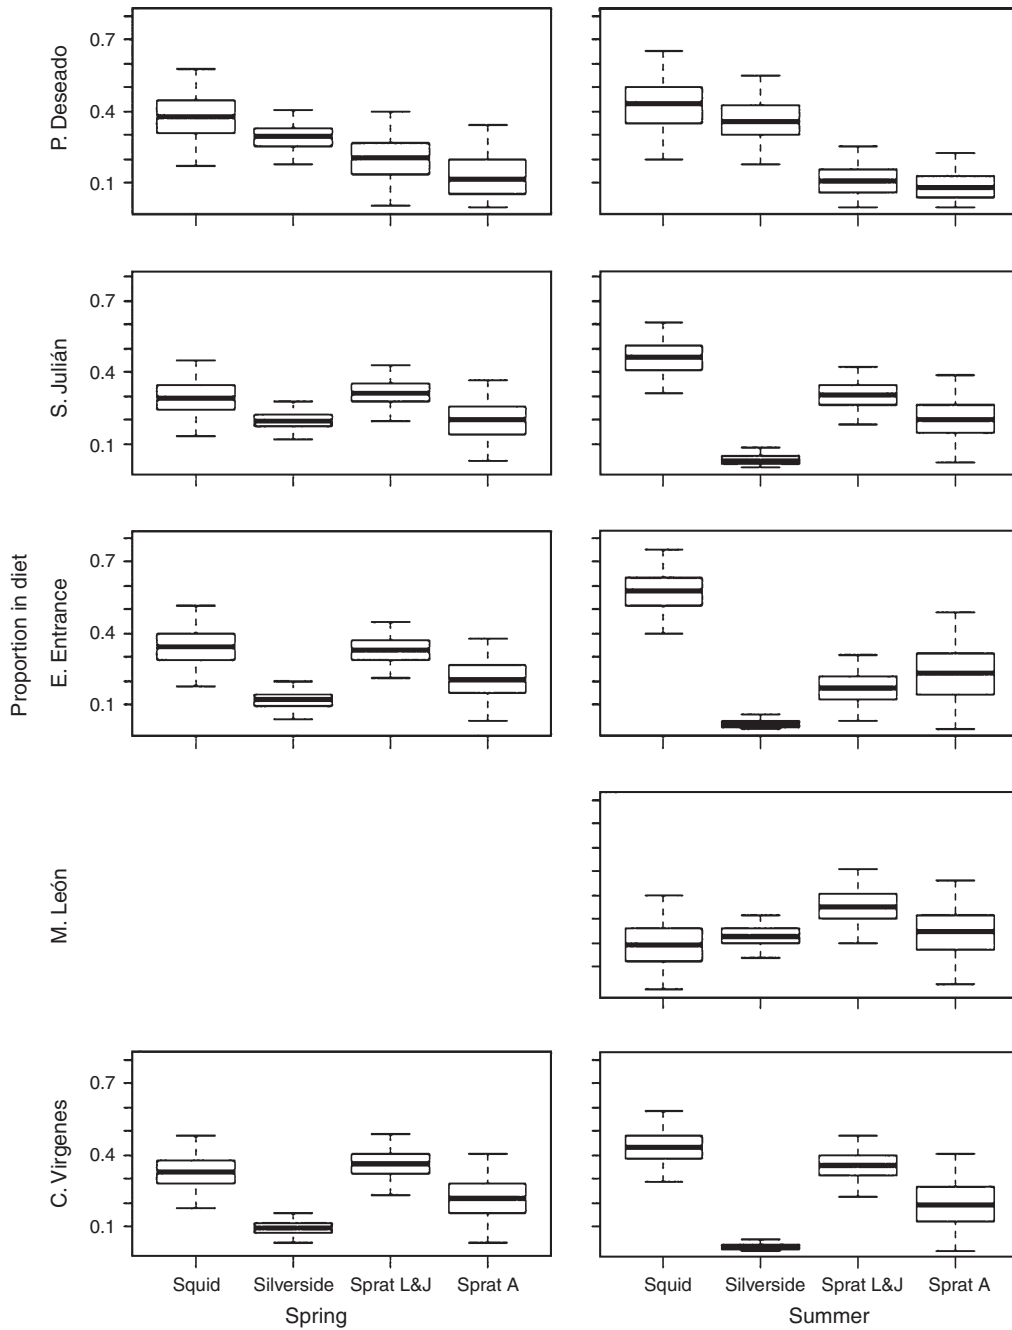 P. Deseado
0.7
0.4
0.1
S. Julián
0.7
0.4
0.1
Proportion in diet
E. Entrance
0.7
0.4
0.1
M. León
C. Virgenes
0.7
0.4
0.1
Squid Silverside Sprat L&J Sprat A
Squid Silverside Sprat L&J Sprat A
Spring
Summer